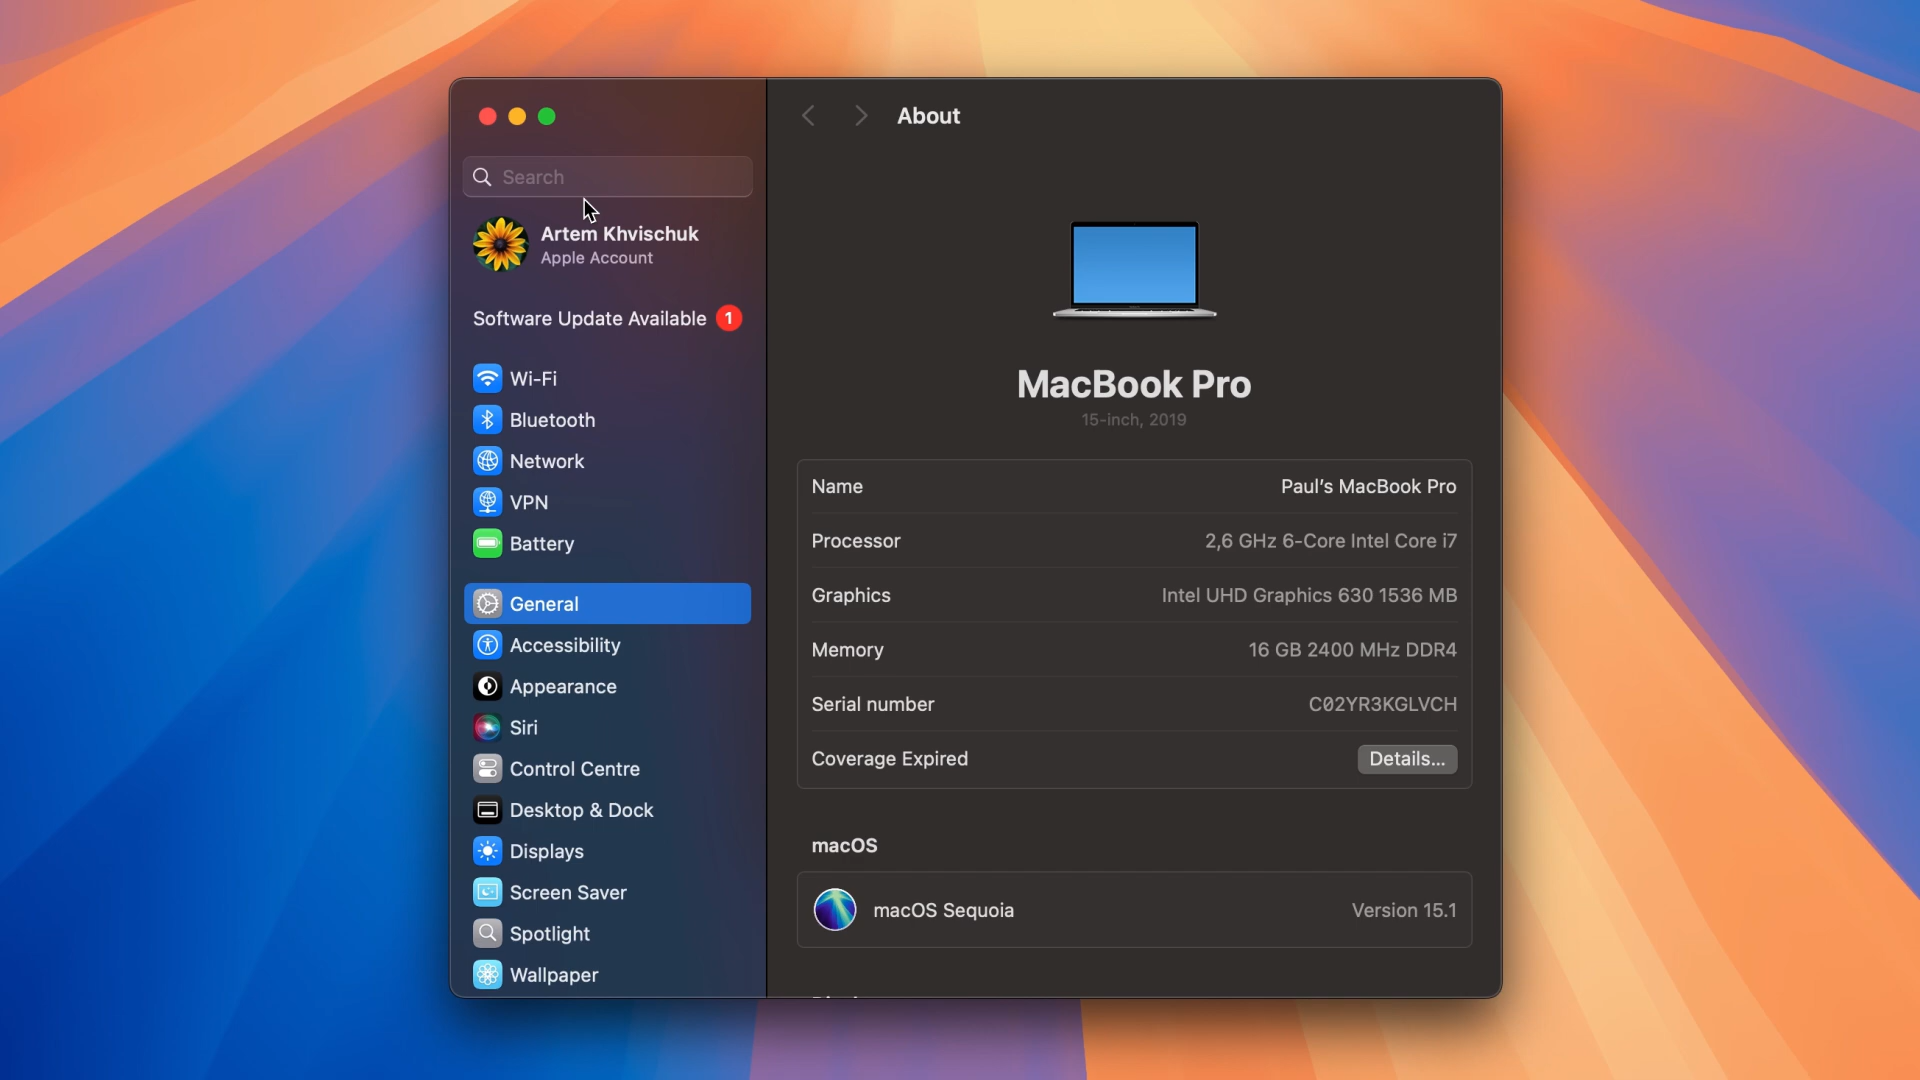 Search
Artem Khvischuk
Apple Account
Software Update Available 1
Wi-Fi
Bluetooth
Network
VPN
Battery
General
Accessibility
Appearance
Siri
Control Centre
Desktop & Dock
Displays
Screen Saver
Spotlight
Wallpaper
About
MacBook Pro
15-inch, 2019
Name Paul's MacBook Pro
Processor 2,6 GHz 6-Core Intel Core i7
Graphics Intel UHD Graphics 630 1536 MB
Memory 16 GB 2400 MHz DDR4
Serial number C02YR3KGLVCH
Coverage Expired Details...
macOS
macOS Sequoia Version 15.1